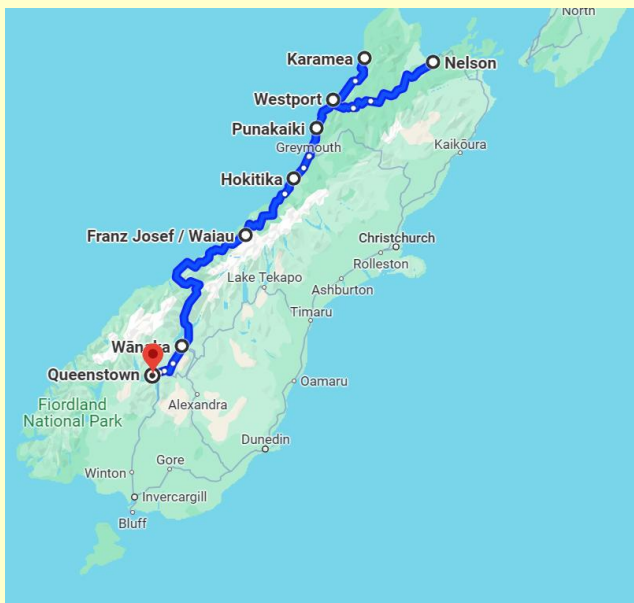 North
Karamea
Nelson
Westport
Punakaiki
Greymouth
Kaikōura
Hokitika
Franz Josef / Waiau
Christchurch
Rolleston
Lake Tekapo
Ashburton
Timaru
Wānaka
Queenstown
Oamaru
Alexandra
Fiordland
National Park
Dunedin
Gore
Winton
Invercargill
Bluff